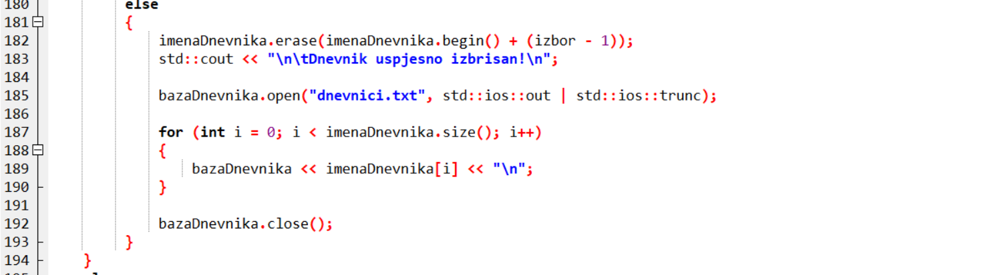 180 else
181 {
182 imenaDnevnika.erase(imenaDnevnika.begin() + (izbor - 1));
183 std::cout << "\n\tDnevnik uspjesno izbrisan!\n";
184
185 bazaDnevnika.open("dnevnici.txt", std::ios::out | std::ios::trunc);
186
187 for (int i = 0; i < imenaDnevnika.size(); i++)
188 {
189 bazaDnevnika << imenaDnevnika[i] << "\n";
190 }
191
192 bazaDnevnika.close();
193 }
194 }